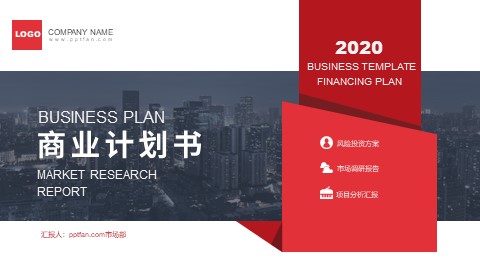 LOGO
COMPANY NAME
www.pptfan.com
2020
BUSINESS TEMPLATE
FINANCING PLAN
BUSINESS PLAN
商业计划书
MARKET RESEARCH
REPORT
风险投资方案
市场调研报告
项目分析汇报
汇报人：pptfan.com市场部